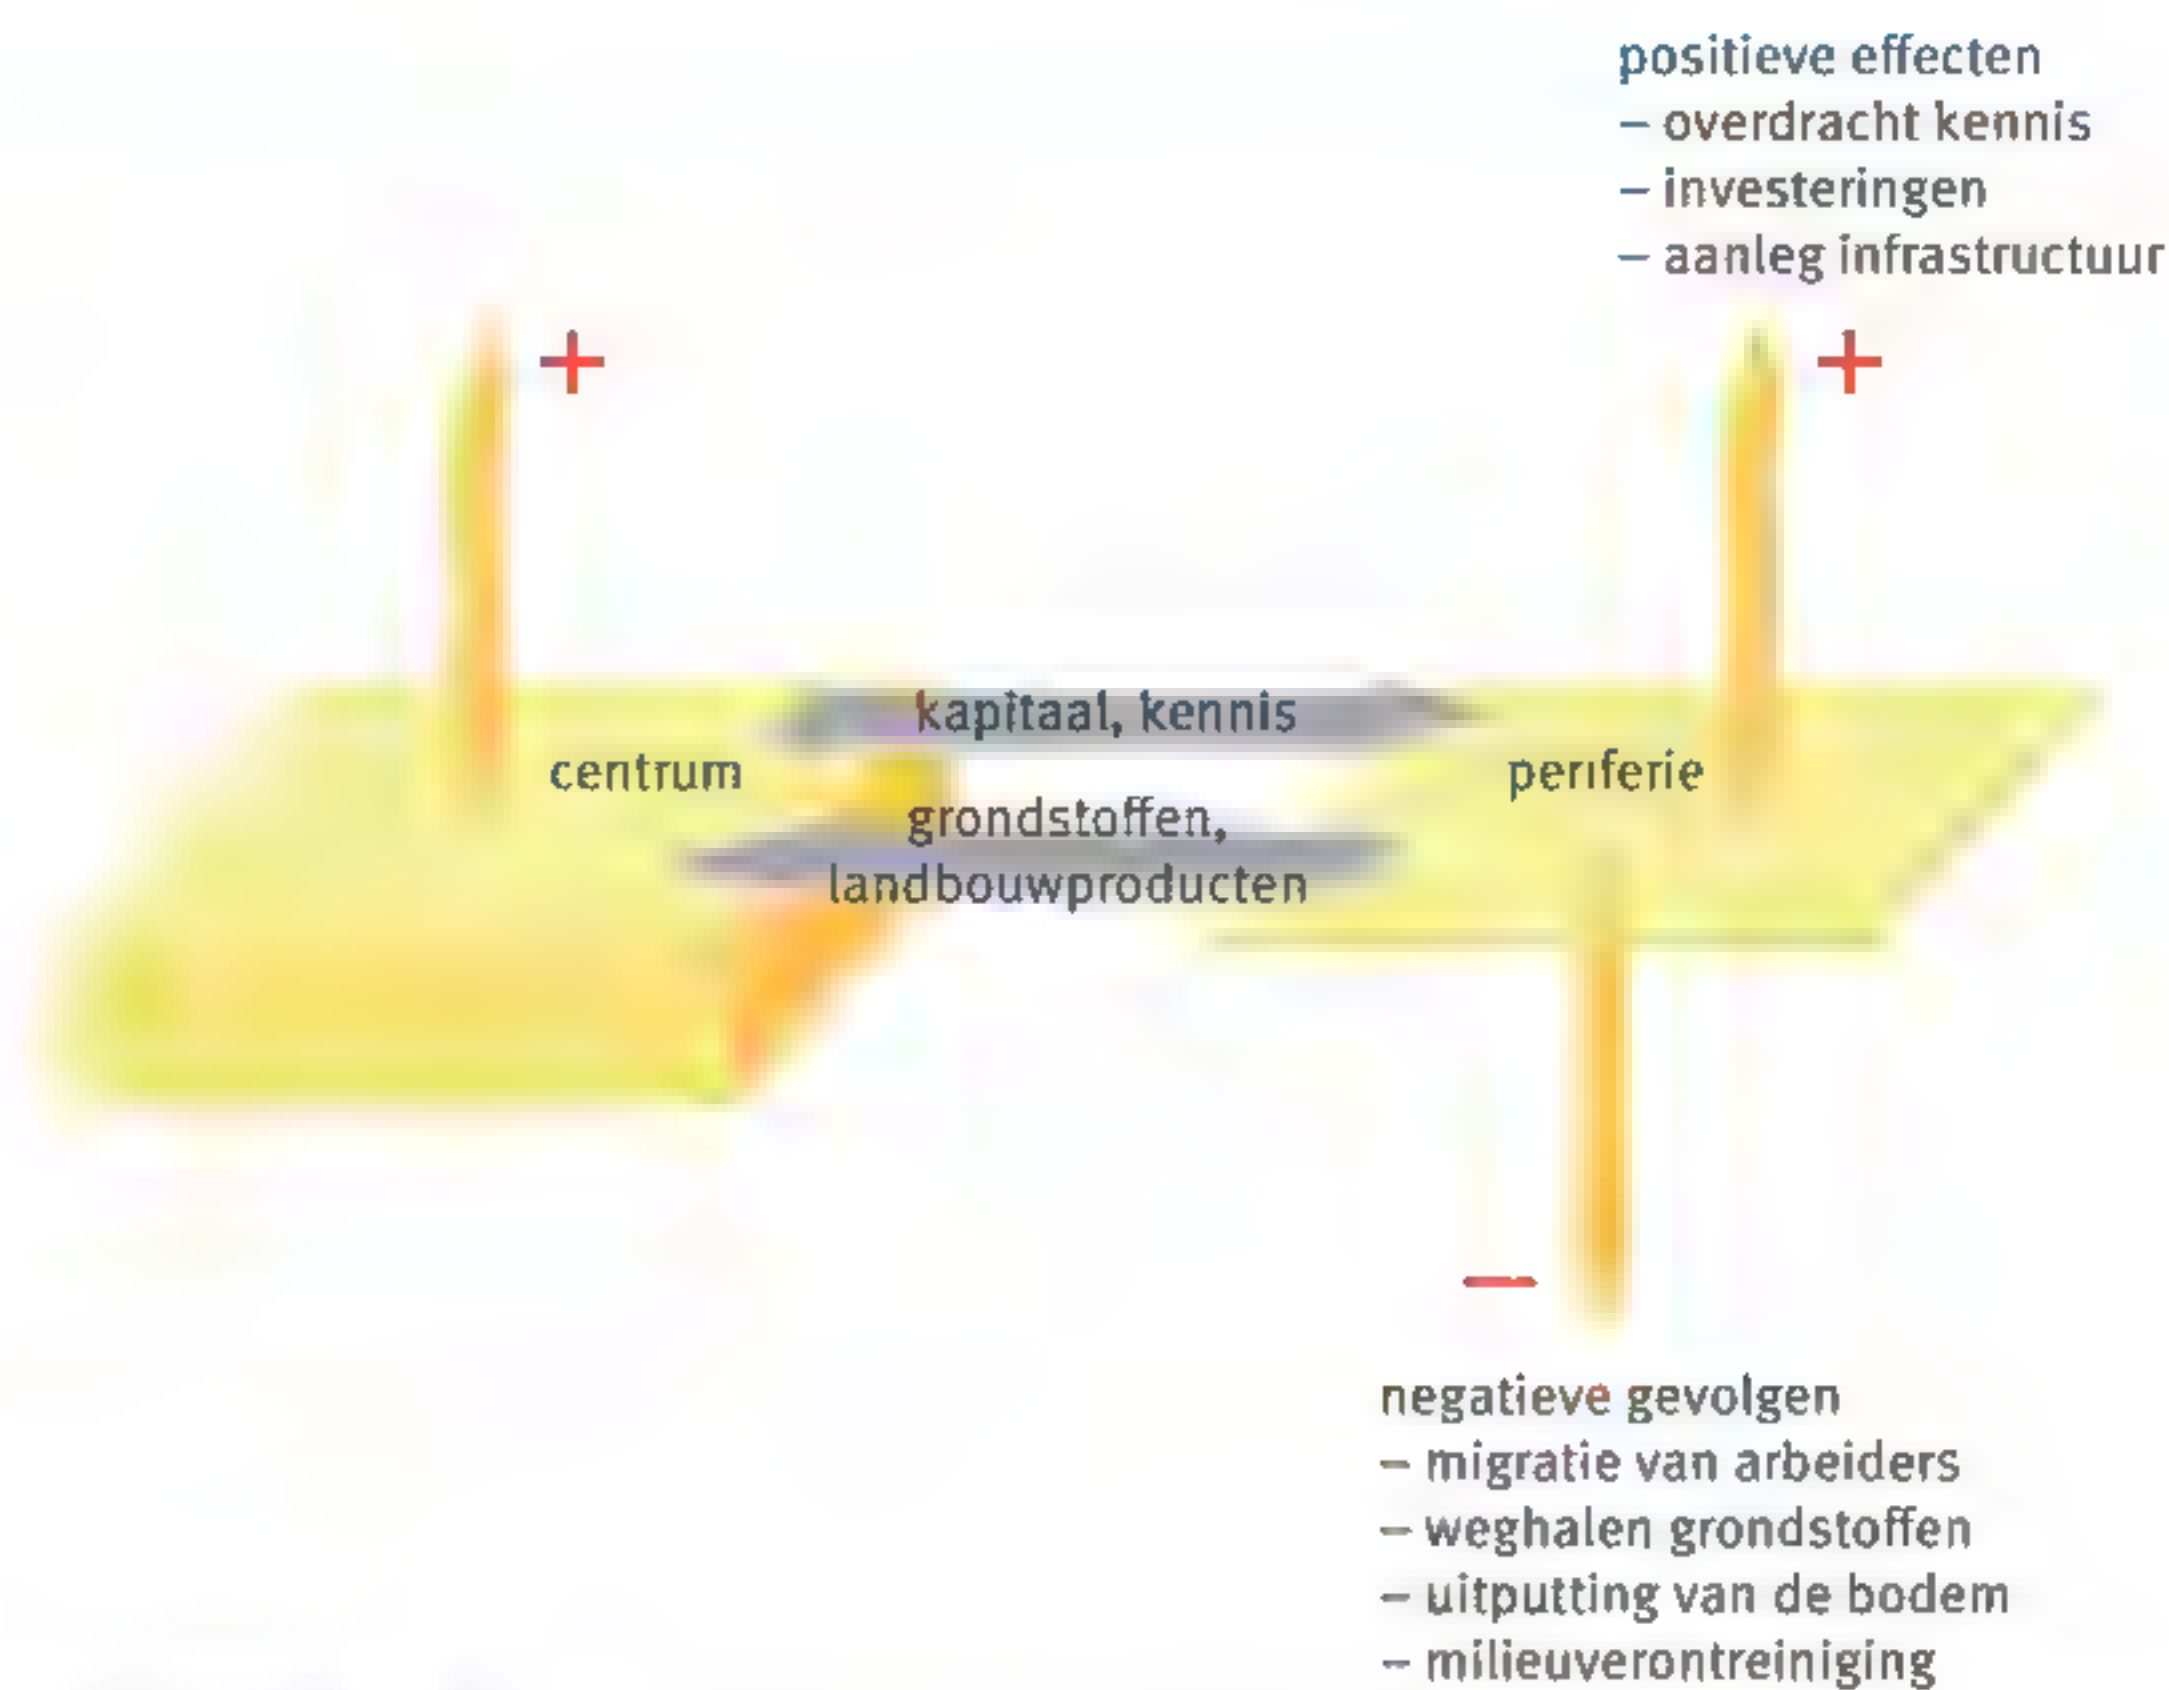 positieve effecten
– overdracht kennis
– investeringen
– aanleg infrastructuur
+
+
kapitaal, kennis
centrum
periferie
grondstoffen,
landbouwproducten
–
negatieve gevolgen
– migratie van arbeiders
– weghalen grondstoffen
– uitputting van de bodem
– milieuverontreiniging